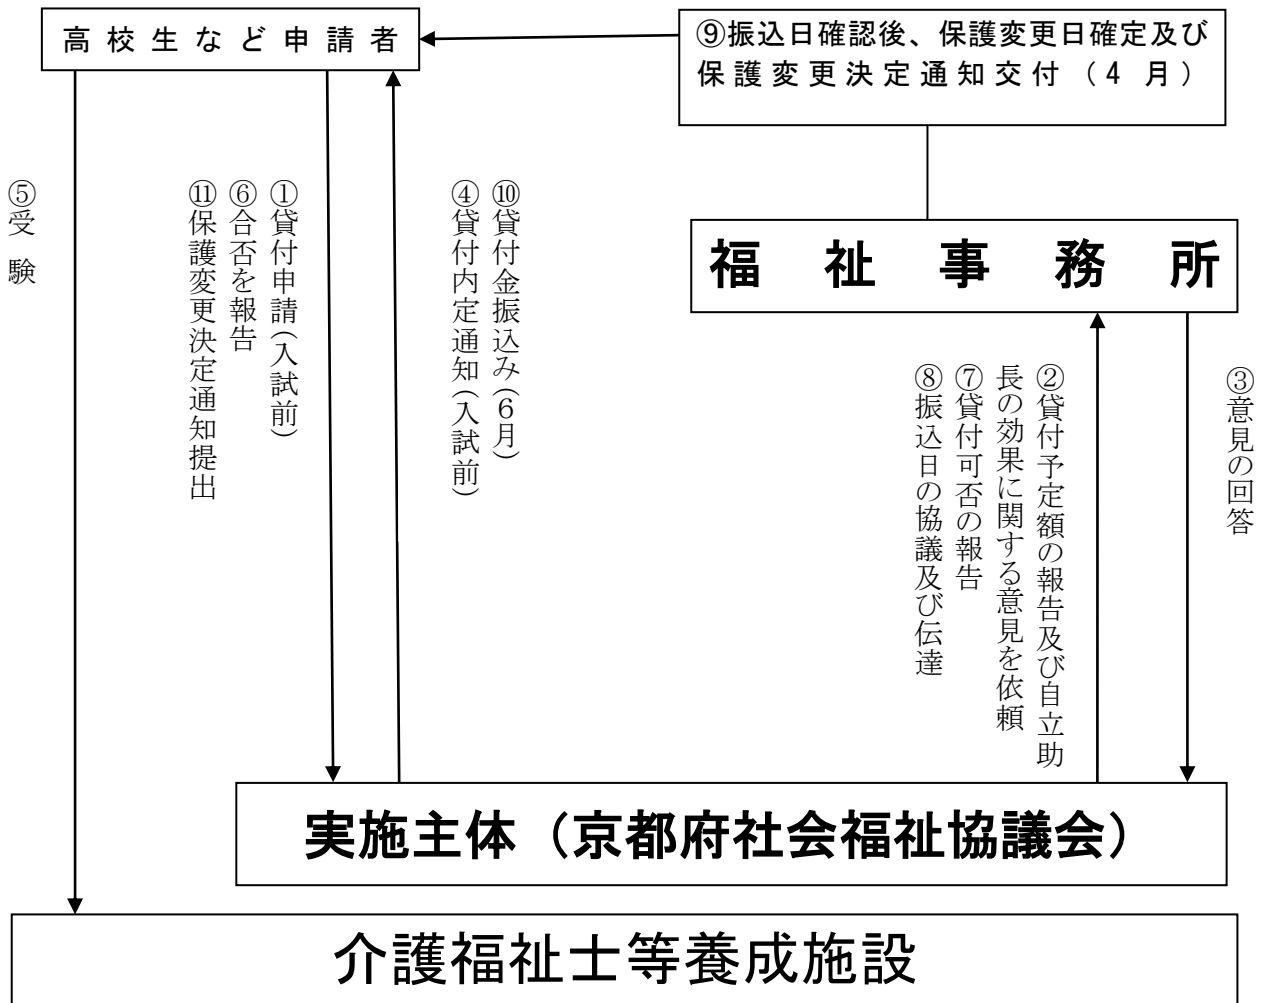 高校生など申請者
⑨振込日確認後、保護変更日確定及び
保護変更決定通知交付（4 月）
福祉事務所
⑤受 験
①貸付申請（入試前）
⑥合否を報告
⑪保護変更決定通知提出
⑩貸付金振込み（6月）
④貸付内定通知（入試前）
②貸付予定額の報告及び自立助
長の効果に関する意見を依頼
⑦貸付可否の報告
⑧振込日の協議及び伝達
③意見の回答
実施主体（京都府社会福祉協議会）
介護福祉士等養成施設